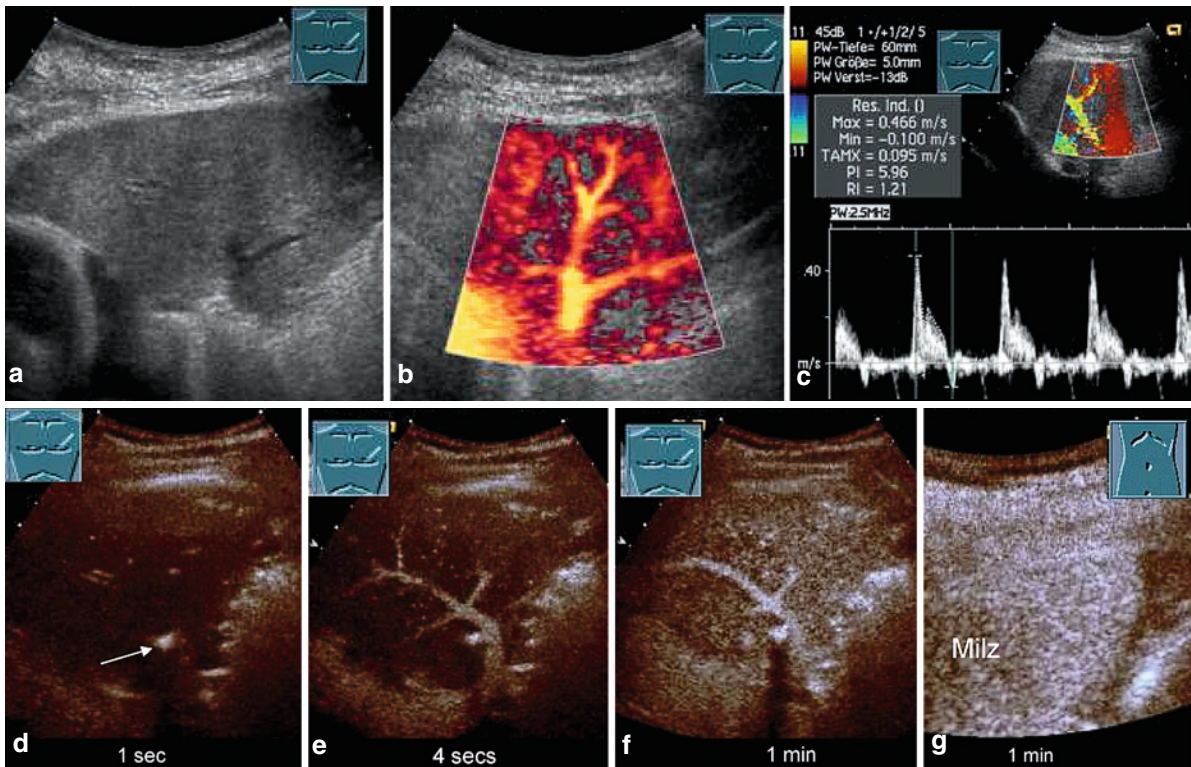 a
b
11
45dB 1 +/+1/2/ 5
PW-Tiefe= 60mm
PW Größe= 5.0mm
PW Verst=-13dB
.11
Res. Ind. ()
Max = 0.466 m/s
Min = -0.100 m/s
TAMX = 0.095 m/s
PI = 5.96
RI = 1.21
PW:2.5MHz
.40
m/s
c
d
1 sec
e
4 secs
f
1 min
Milz
g
1 min